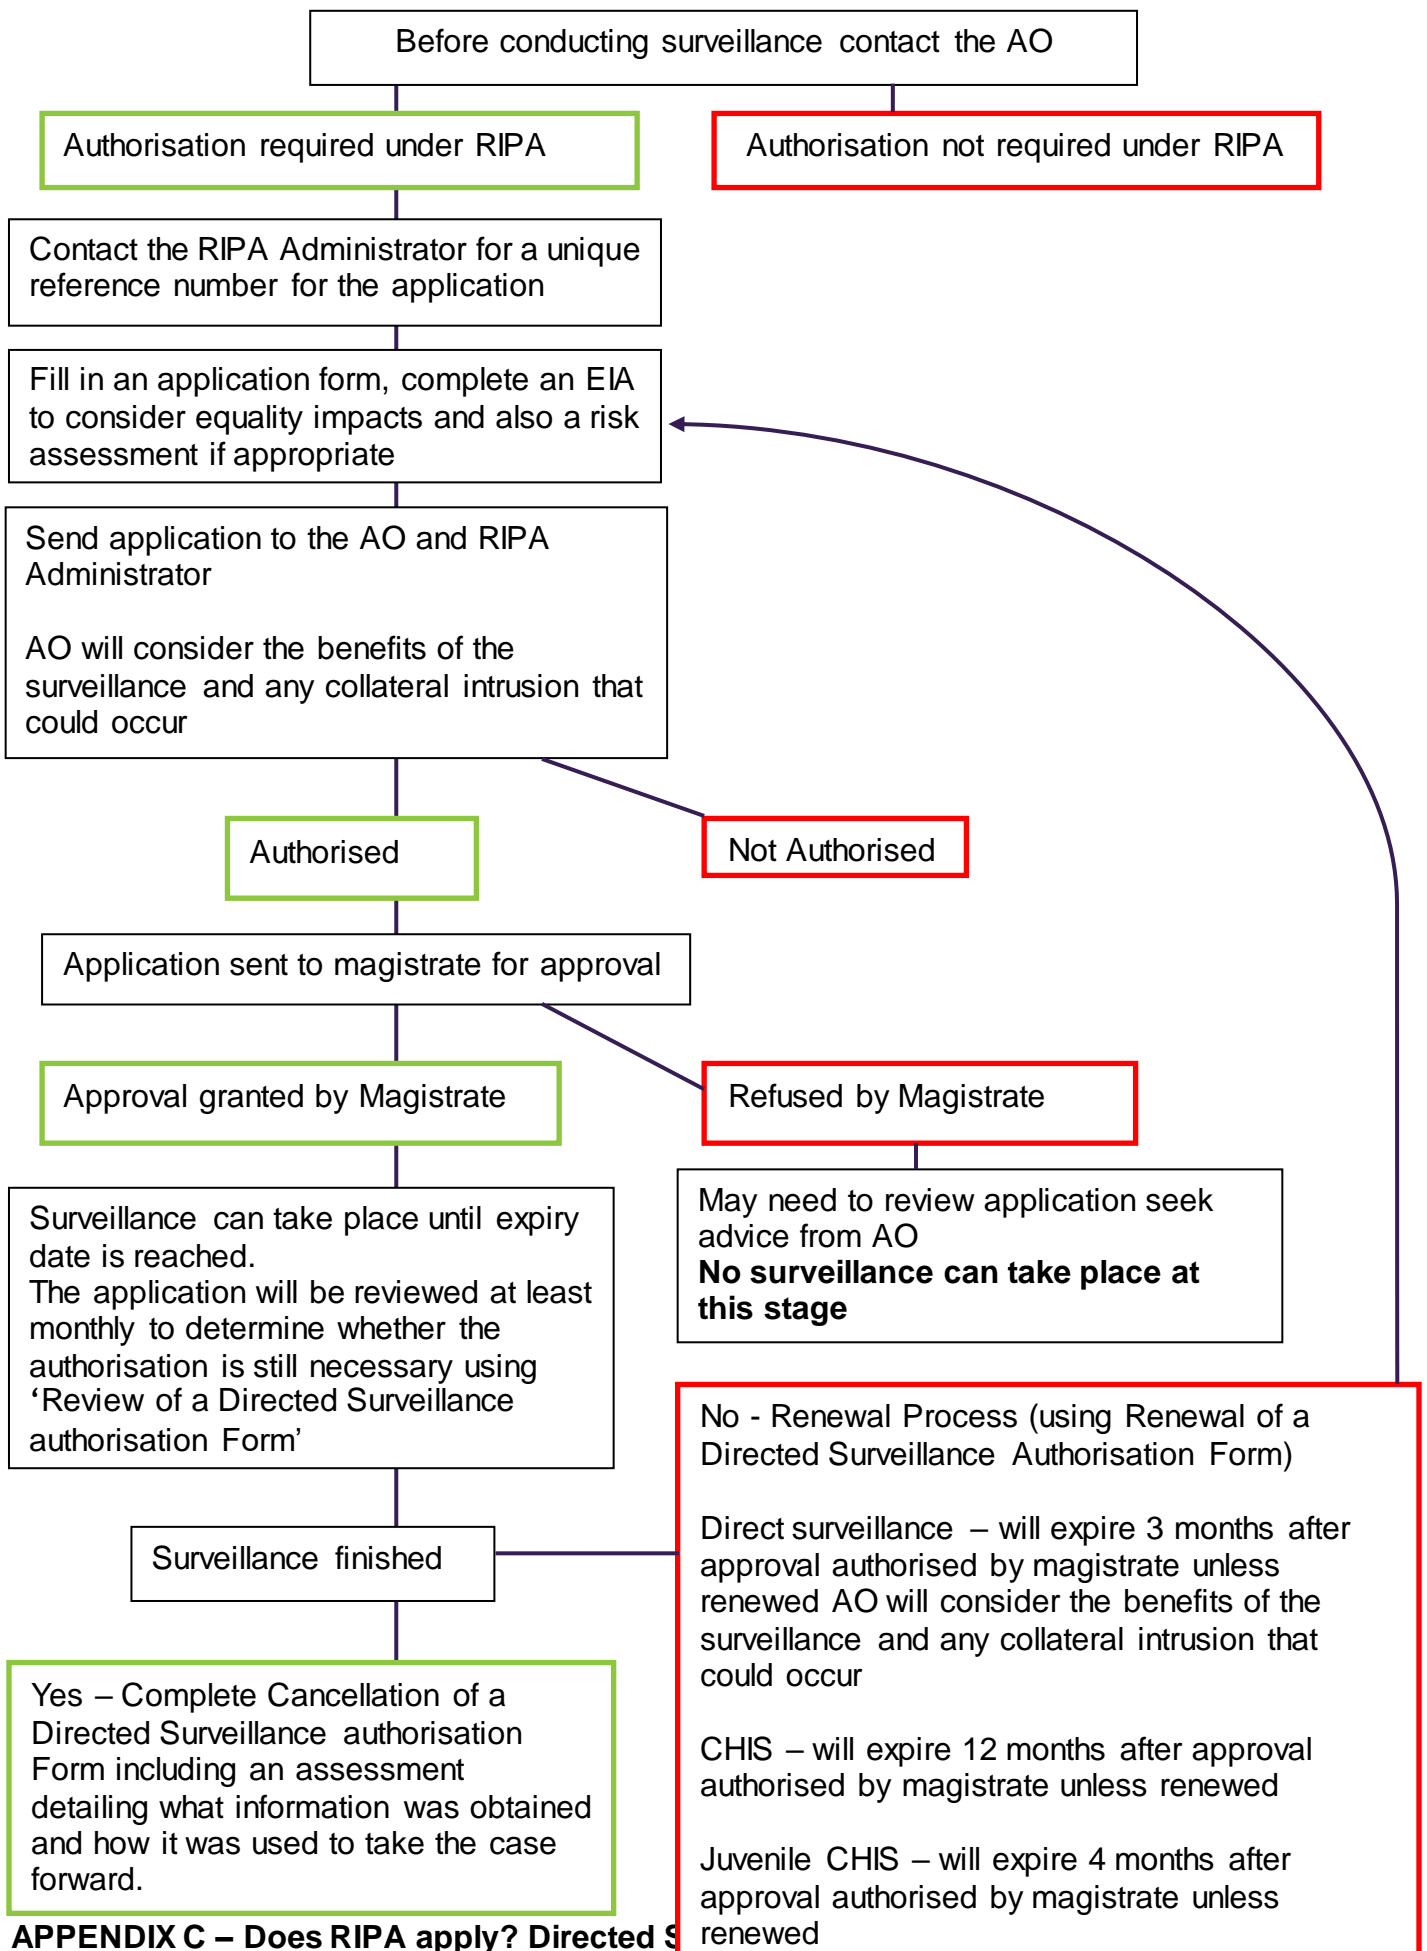 Before conducting surveillance contact the AO
Authorisation required under RIPA
Authorisation not required under RIPA
Contact the RIPA Administrator for a unique
reference number for the application
Fill in an application form, complete an EIA
to consider equality impacts and also a risk
assessment if appropriate
Send application to the AO and RIPA
Administrator
AO will consider the benefits of the
surveillance and any collateral intrusion that
could occur
Authorised
Not Authorised
Application sent to magistrate for approval
Approval granted by Magistrate
Refused by Magistrate
May need to review application seek
advice from AO
No surveillance can take place at
this stage
Surveillance can take place until expiry
date is reached.
The application will be reviewed at least
monthly to determine whether the
authorisation is still necessary using
‘Review of a Directed Surveillance
authorisation Form’
Surveillance finished
No - Renewal Process (using Renewal of a
Directed Surveillance Authorisation Form)
Direct surveillance – will expire 3 months after
approval authorised by magistrate unless
renewed AO will consider the benefits of the
surveillance and any collateral intrusion that
could occur
CHIS – will expire 12 months after approval
authorised by magistrate unless renewed
Juvenile CHIS – will expire 4 months after
approval authorised by magistrate unless
renewed
Yes – Complete Cancellation of a
Directed Surveillance authorisation
Form including an assessment
detailing what information was obtained
and how it was used to take the case
forward.
APPENDIX C – Does RIPA apply? Directed